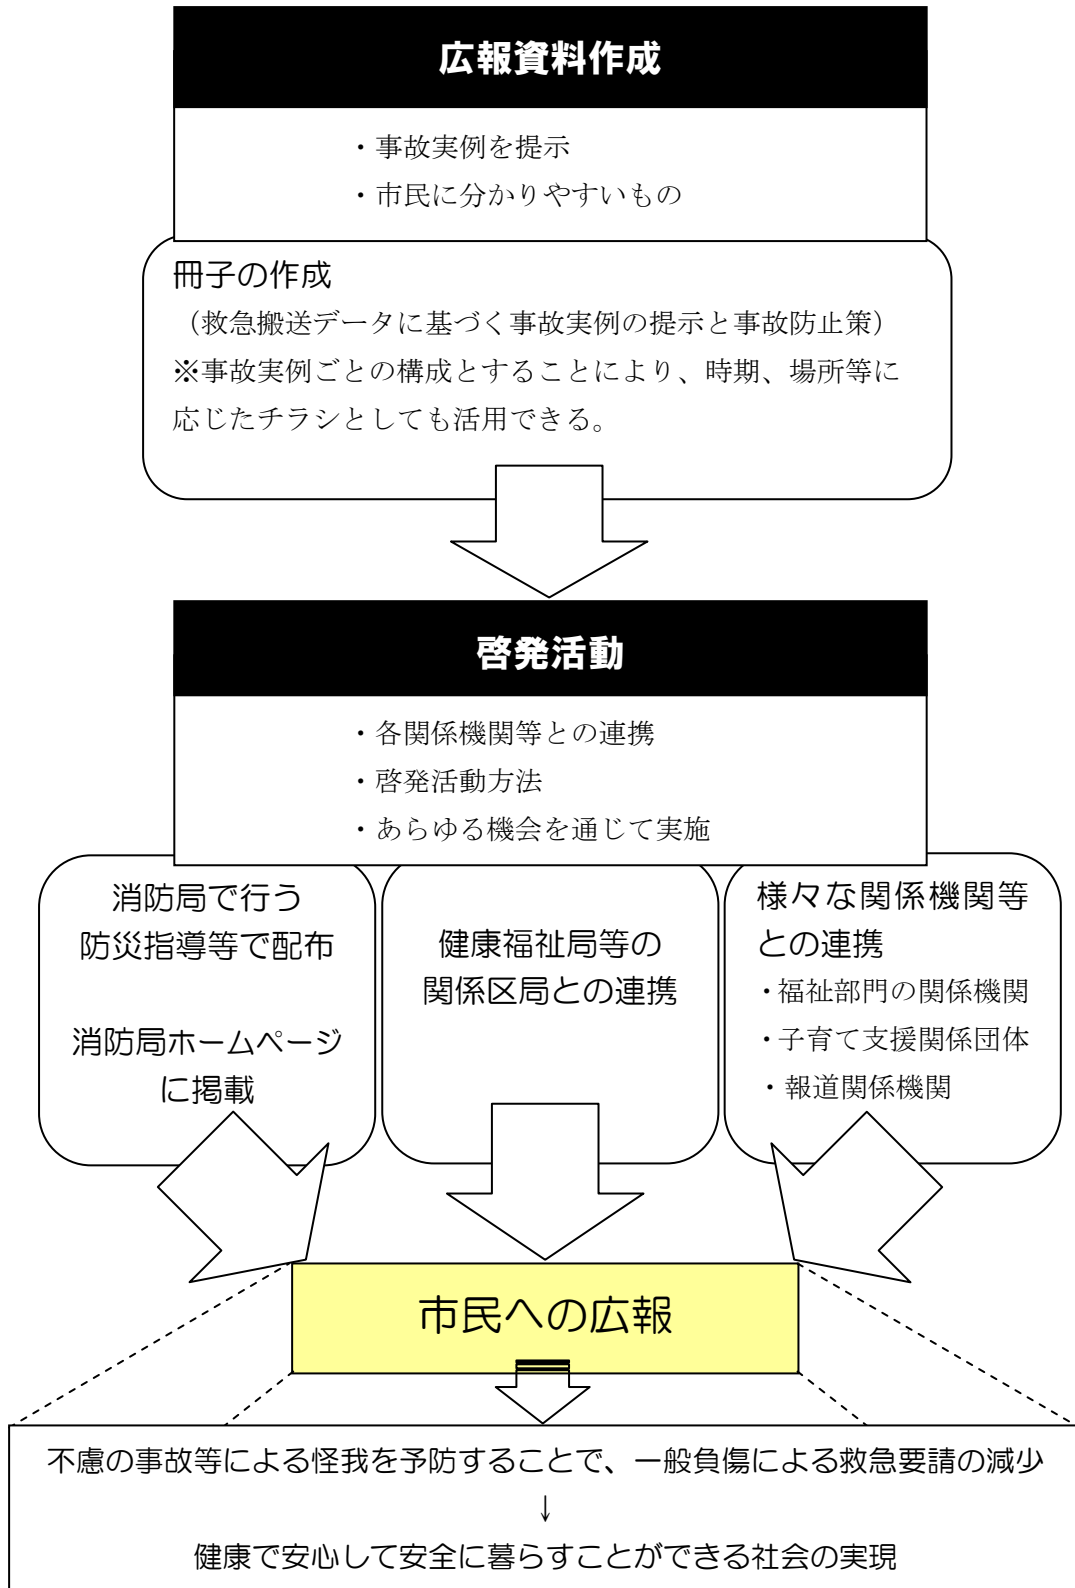 広報資料作成
・事故実例を提示
・市民に分かりやすいもの
冊子の作成
（救急搬送データに基づく事故実例の提示と事故防止策）
※事故実例ごとの構成とすることにより、時期、場所等に
応じたチラシとしても活用できる。
啓発活動
・各関係機関等との連携
・啓発活動方法
・あらゆる機会を通じて実施
消防局で行う
防災指導等で配布
消防局ホームページ
に掲載
健康福祉局等の
関係区局との連携
様々な関係機関等
との連携
・福祉部門の関係機関
・子育て支援関係団体
・報道関係機関
市民への広報
不慮の事故等による怪我を予防することで、一般負傷による救急要請の減少
↓
健康で安心して安全に暮らすことができる社会の実現